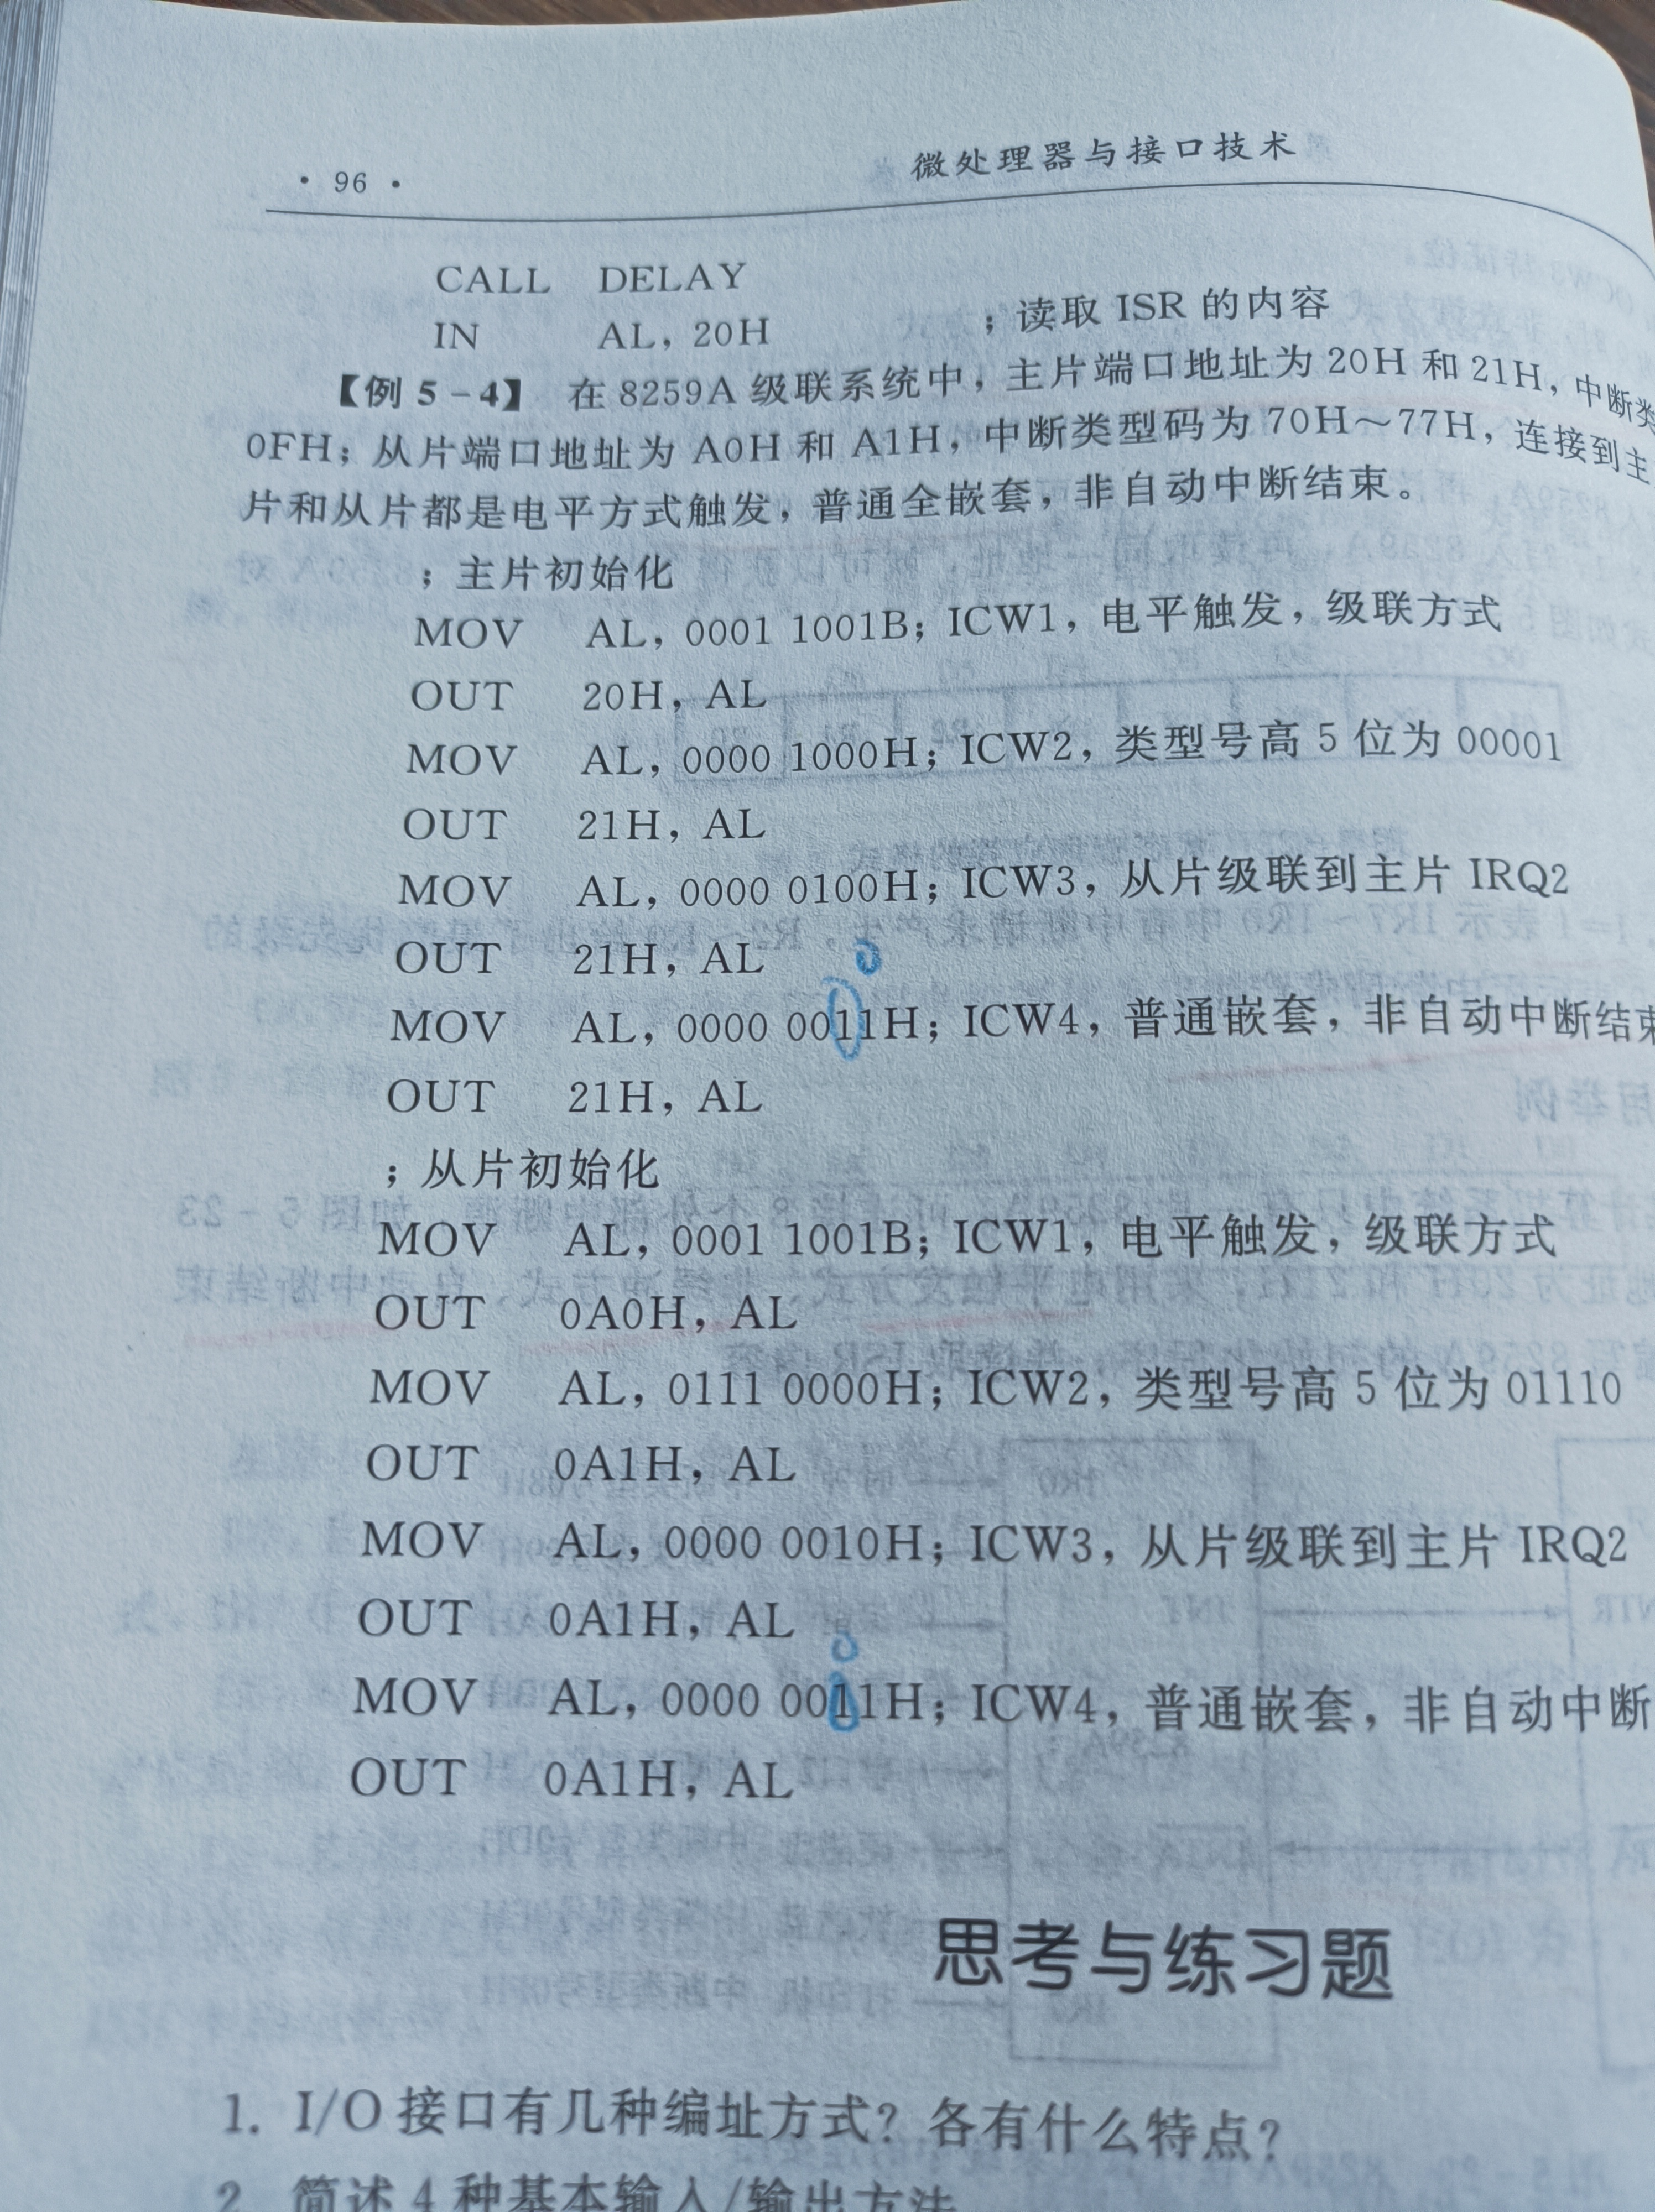 · 96 ·
微处理器与接口技术
CALL DELAY
IN AL, 20H ；读取 ISR 的内容
【例 5-4】 在 8259A 级联系统中，主片端口地址为 20H 和 21H，中断类
0FH；从片端口地址为 A0H 和 A1H，中断类型码为 70H～77H，连接到主
片和从片都是电平方式触发，普通全嵌套，非自动中断结束。
；主片初始化
MOV AL, 0001 1001B；ICW1，电平触发，级联方式
OUT 20H, AL
MOV AL, 0000 1000H；ICW2，类型号高 5 位为 00001
OUT 21H, AL
MOV AL, 0000 0100H；ICW3，从片级联到主片 IRQ2
OUT 21H, AL
0
MOV AL, 0000 0011H；ICW4，普通嵌套，非自动中断结束
OUT 21H, AL
；从片初始化
MOV AL, 0001 1001B；ICW1，电平触发，级联方式
OUT 0A0H, AL
MOV AL, 0111 0000H；ICW2，类型号高 5 位为 01110
OUT 0A1H, AL
MOV AL, 0000 0010H；ICW3，从片级联到主片 IRQ2
OUT 0A1H, AL
0
MOV AL, 0000 0011H；ICW4，普通嵌套，非自动中断
OUT 0A1H, AL
思考与练习题
1. I/O 接口有几种编址方式？各有什么特点？
2. 简述 4 种基本输入/输出方法